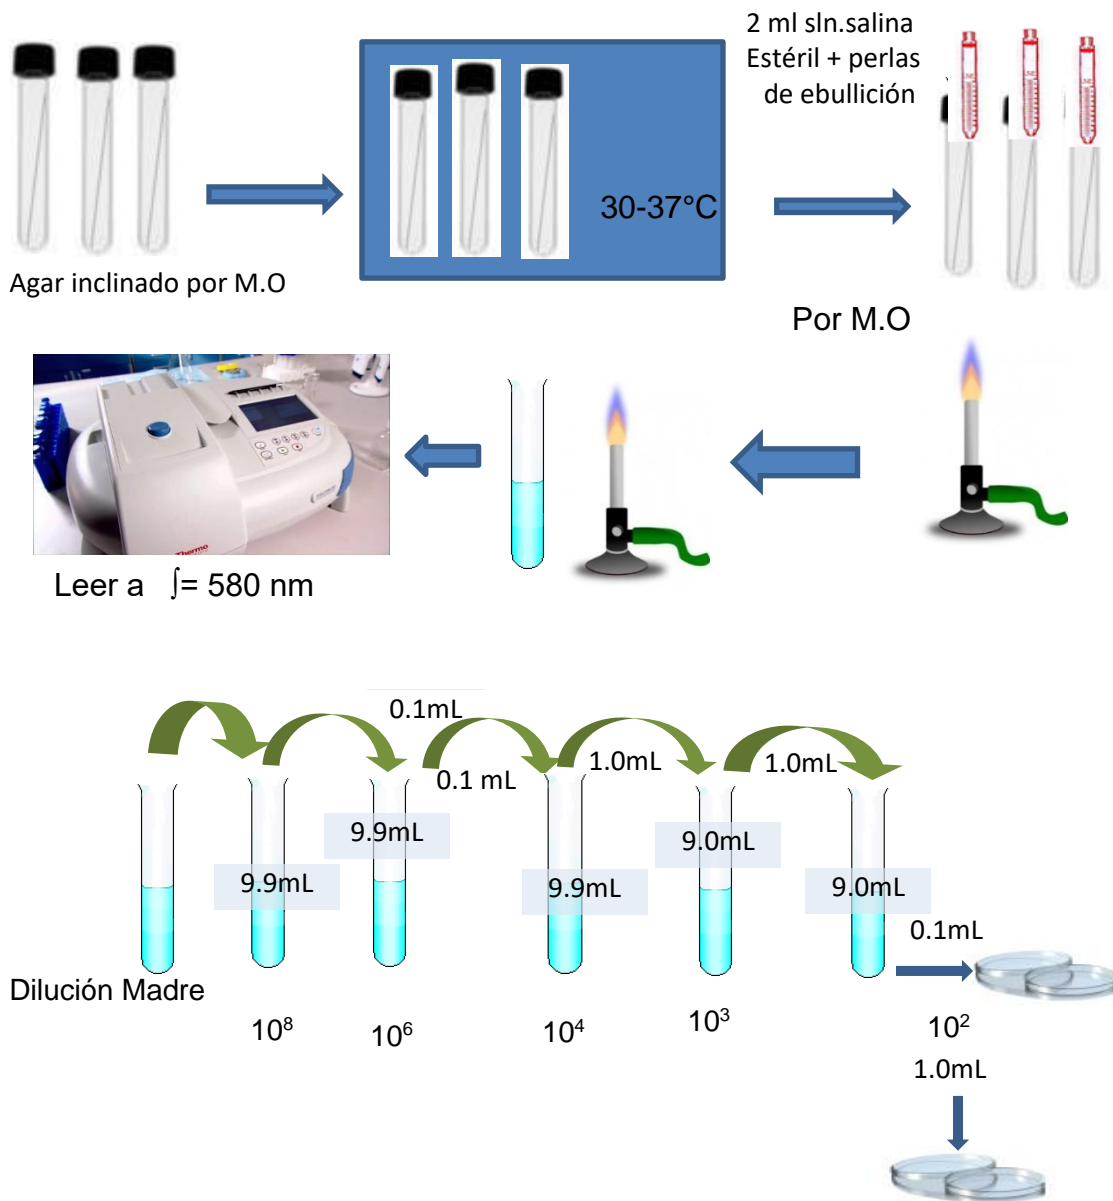 2 ml sln.salina
Estéril + perlas
de ebullición
30-37°C
Agar inclinado por M.O
Por M.O
Thermo
Leer a ∫= 580 nm
0.1mL
0.1 mL
1.0mL
1.0mL
9.9mL
9.0mL
9.9mL
9.9mL
9.0mL
0.1mL
Dilución Madre
10⁸
10⁶
10⁴
10³
10²
1.0mL